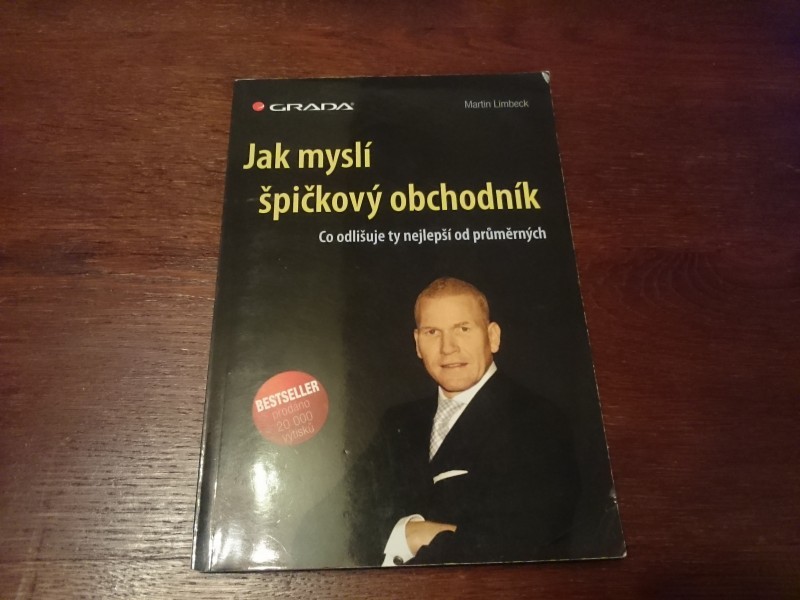 GRADA
Martin Limbeck
Jak myslí
špičkový obchodník
Co odlišuje ty nejlepší od průměrných
BESTSELLER
prodáno
20 000
výtisků